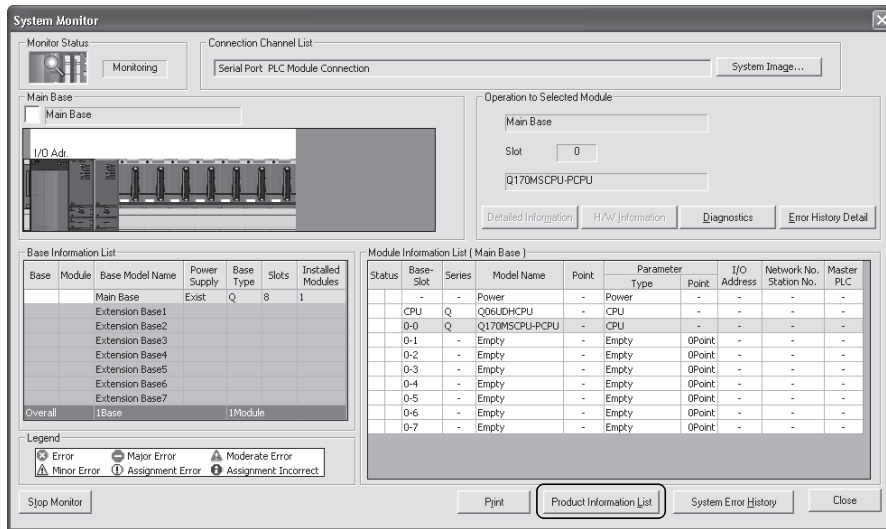 System Monitor
Monitor Status
Monitoring
Connection Channel List
Serial Port PLC Module Connection
System Image...
Main Base
Main Base
I/O Adr.
Operation to Selected Module
Main Base
Slot 0
Q170MSCPU-PCPU
Detailed Information H/W Information Diagnostics Error History Detail
Base Information List
Base Module Base Model Name Power Supply Base Type Slots Installed Modules
Main Base Exist Q 8 1
Extension Base1
Extension Base2
Extension Base3
Extension Base4
Extension Base5
Extension Base6
Extension Base7
Overall 1Base 1Module
Module Information List ( Main Base )
Status Base-Slot Series Model Name Point Parameter Type Point I/O Address Network No. Station No. Master PLC
- - Power - Power - - - -
CPU Q Q06UDHCPU - CPU - - - -
0-0 Q Q170MSCPU-PCPU - CPU - - - -
0-1 - Empty - Empty 0Point - - -
0-2 - Empty - Empty 0Point - - -
0-3 - Empty - Empty 0Point - - -
0-4 - Empty - Empty 0Point - - -
0-5 - Empty - Empty 0Point - - -
0-6 - Empty - Empty 0Point - - -
0-7 - Empty - Empty 0Point - - -
Legend
Error Major Error Moderate Error
Minor Error Assignment Error Assignment Incorrect
Stop Monitor Print Product Information List System Error History Close